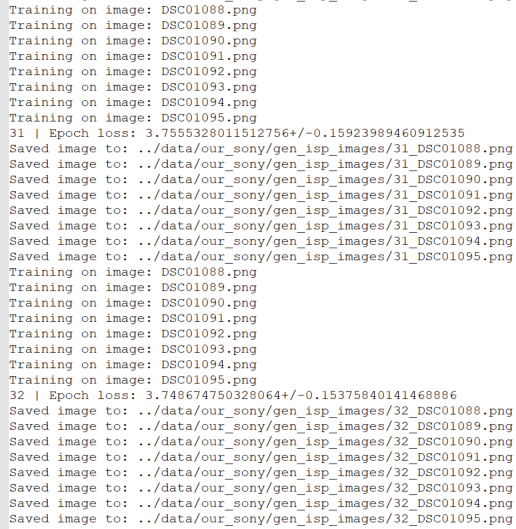 Training on image: DSC01088.png
Training on image: DSC01089.png
Training on image: DSC01090.png
Training on image: DSC01091.png
Training on image: DSC01092.png
Training on image: DSC01093.png
Training on image: DSC01094.png
Training on image: DSC01095.png
31 | Epoch loss: 3.7555328011512756+/-0.15923989460912535
Saved image to: ../data/our_sony/gen_isp_images/31_DSC01088.png
Saved image to: ../data/our_sony/gen_isp_images/31_DSC01089.png
Saved image to: ../data/our_sony/gen_isp_images/31_DSC01090.png
Saved image to: ../data/our_sony/gen_isp_images/31_DSC01091.png
Saved image to: ../data/our_sony/gen_isp_images/31_DSC01092.png
Saved image to: ../data/our_sony/gen_isp_images/31_DSC01093.png
Saved image to: ../data/our_sony/gen_isp_images/31_DSC01094.png
Saved image to: ../data/our_sony/gen_isp_images/31_DSC01095.png
Training on image: DSC01088.png
Training on image: DSC01089.png
Training on image: DSC01090.png
Training on image: DSC01091.png
Training on image: DSC01092.png
Training on image: DSC01093.png
Training on image: DSC01094.png
Training on image: DSC01095.png
32 | Epoch loss: 3.748674750328064+/-0.15375840141468886
Saved image to: ../data/our_sony/gen_isp_images/32_DSC01088.png
Saved image to: ../data/our_sony/gen_isp_images/32_DSC01089.png
Saved image to: ../data/our_sony/gen_isp_images/32_DSC01090.png
Saved image to: ../data/our_sony/gen_isp_images/32_DSC01091.png
Saved image to: ../data/our_sony/gen_isp_images/32_DSC01092.png
Saved image to: ../data/our_sony/gen_isp_images/32_DSC01093.png
Saved image to: ../data/our_sony/gen_isp_images/32_DSC01094.png
Saved image to: ../data/our_sony/gen_isp_images/32_DSC01095.png